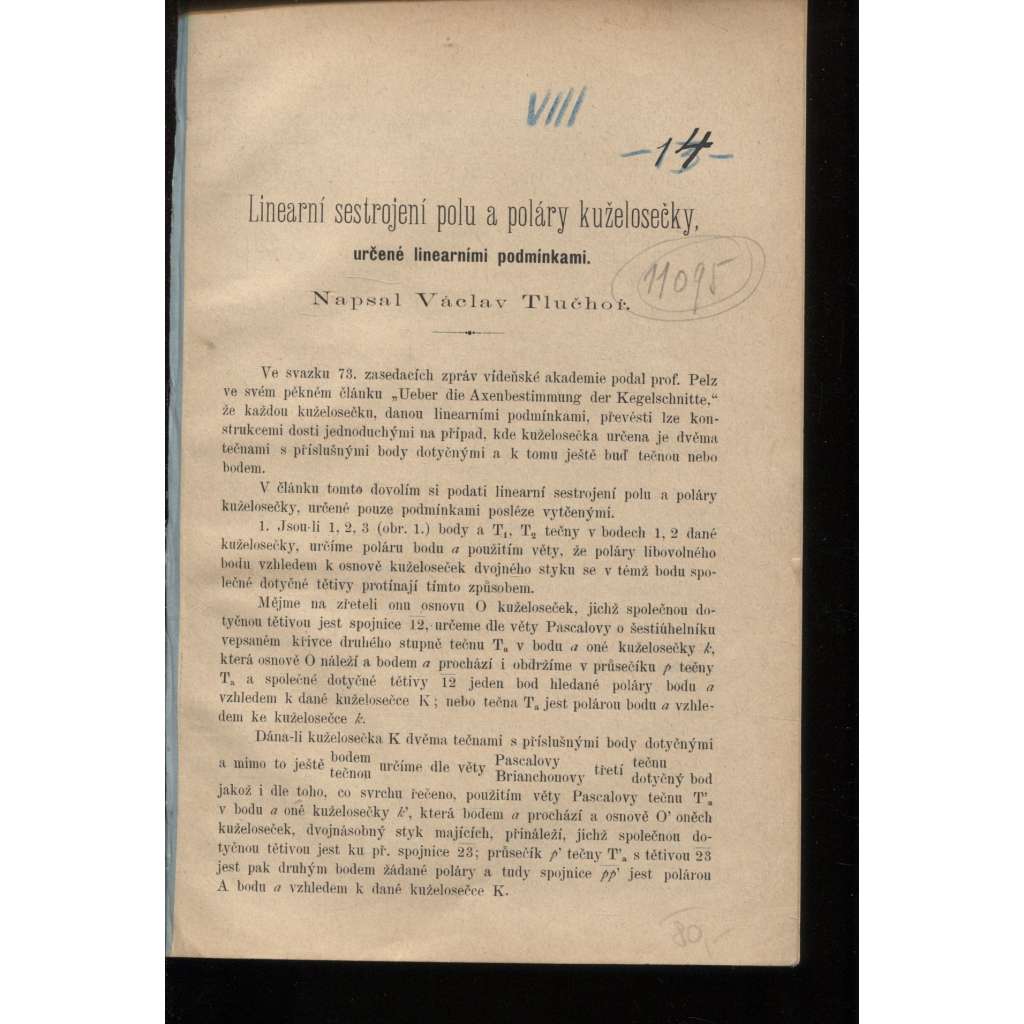 VIII
-14-
Linearní sestrojení polu a poláry kuželosečky,
určené linearními podmínkami.
11095
Napsal Václav Tlučhoř.
Ve svazku 73. zasedacích zpráv vídeňské akademie podal prof. Pelz
ve svém pěkném článku „Ueber die Axenbestimmung der Kegelschnitte,“
že každou kuželosečku, danou linearními podmínkami, převésti lze kon-
strukcemi dosti jednoduchými na případ, kde kuželosečka určena je dvěma
tečnami s příslušnými body dotyčnými a k tomu ještě buď tečnou nebo
bodem.
V článku tomto dovolím si podati linearní sestrojení polu a poláry
kuželosečky, určené pouze podmínkami posléze vytčenými.
1. Jsou-li 1, 2, 3 (obr. 1.) body a T₁, T₂ tečny v bodech 1, 2 dané
kuželosečky, určíme poláru bodu a použitím věty, že poláry libovolného
bodu vzhledem k osnově kuželoseček dvojného styku se v témž bodu spo-
lečné dotyčné tětivy protínají tímto způsobem.
Mějme na zřeteli onu osnovu O kuželoseček, jichž společnou do-
tyčnou tětivou jest spojnice 12, určeme dle věty Pascalovy o šestiúhelníku
vepsaném křivce druhého stupně tečnu Tₐ v bodu a oné kuželosečky k,
která osnově O náleží a bodem a prochází i obdržíme v průsečíku p tečny
Tₐ a společné dotyčné tětivy 12 jeden bod hledané poláry bodu a
vzhledem k dané kuželosečce K; nebo tečna Tₐ jest polárou bodu a vzhle-
dem ke kuželosečce k.
Dána-li kuželosečka K dvěma tečnami s příslušnými body dotyčnými
a mimo to ještě bodem tečnou určíme dle věty Pascalovy Brianchonovy třetí tečnu dotyčný bod
jakož i dle toho, co svrchu řečeno, použitím věty Pascalovy tečnu T'ₐ
v bodu a oné kuželosečky k', která bodem a prochází a osnově O' oněch
kuželoseček, dvojnásobný styk majících, přináleží, jichž společnou do-
tyčnou tětivou jest ku př. spojnice 23; průsečík p' tečny T'ₐ s tětivou 23
jest pak druhým bodem žádané poláry a tudy spojnice pp' jest polárou
A bodu a vzhledem k dané kuželosečce K.
80,-